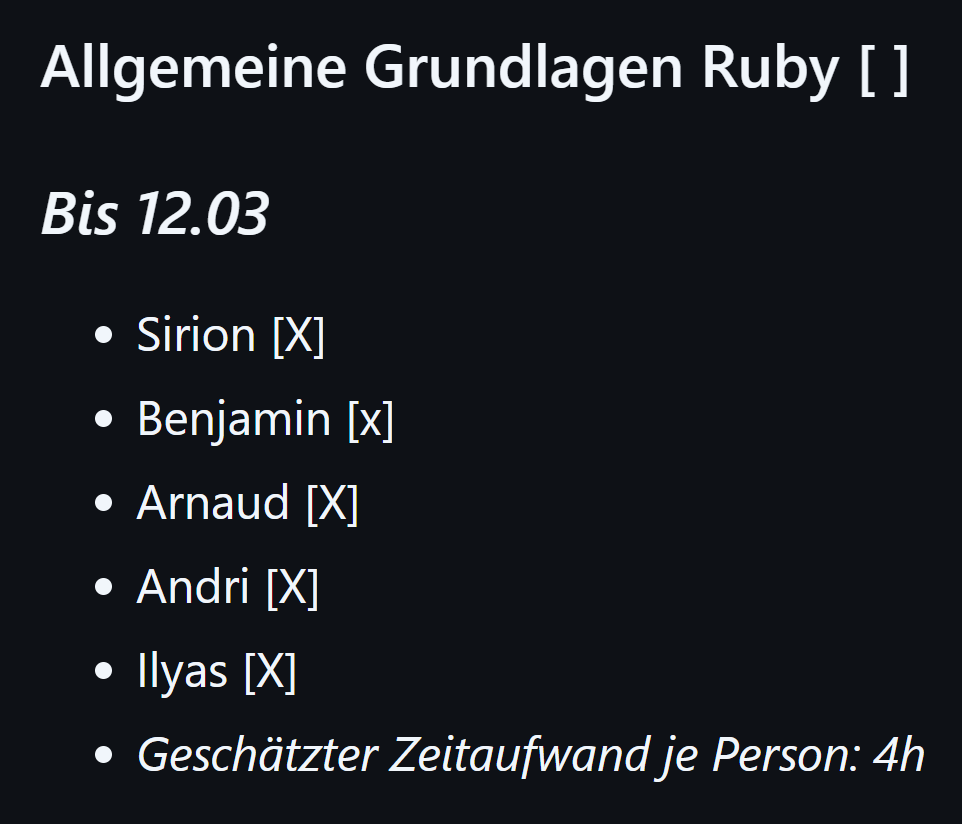 Allgemeine Grundlagen Ruby [ ]
Bis 12.03
Sirion [X]
Benjamin [x]
Arnaud [X]
Andri [X]
Ilyas [X]
Geschätzter Zeitaufwand je Person: 4h